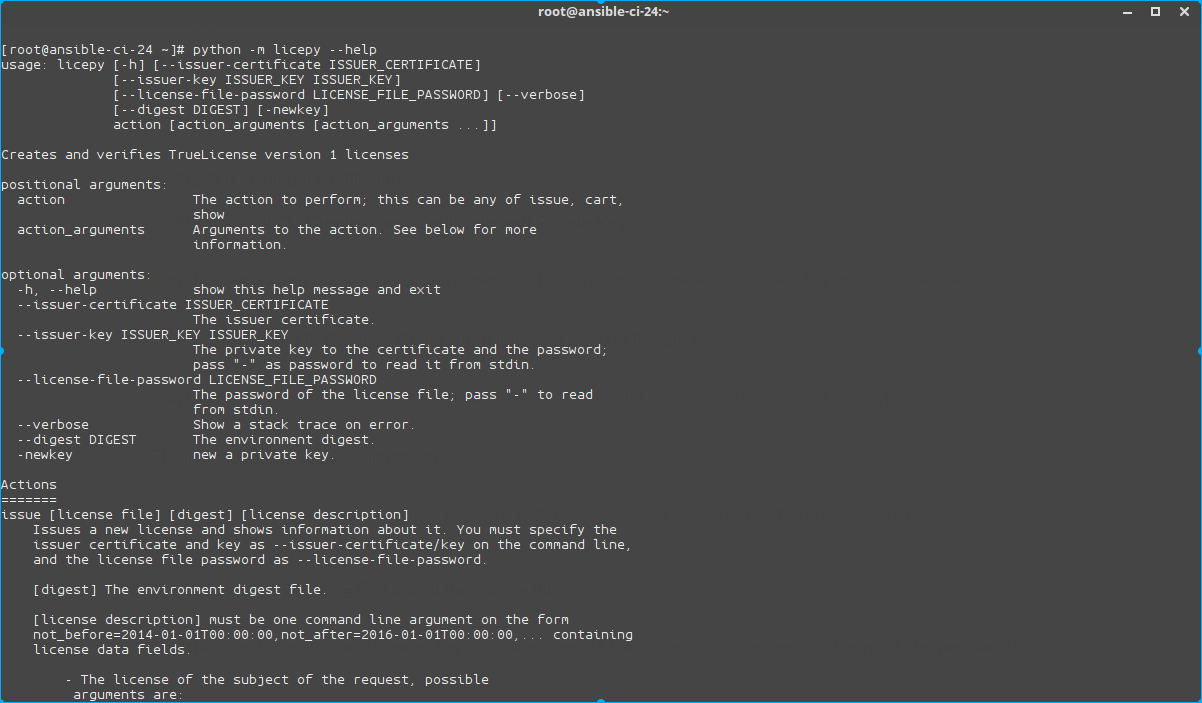 root@ansible-ci-24:~
[root@ansible-ci-24 ~]# python -m licepy --help
usage: licepy [-h] [--issuer-certificate ISSUER_CERTIFICATE]
              [--issuer-key ISSUER_KEY ISSUER_KEY]
              [--license-file-password LICENSE_FILE_PASSWORD] [--verbose]
              [--digest DIGEST] [-newkey]
              action [action_arguments [action_arguments ...]]
Creates and verifies TrueLicense version 1 licenses
positional arguments:
  action                The action to perform; this can be any of issue, cart,
                        show
  action_arguments      Arguments to the action. See below for more
                        information.
optional arguments:
  -h, --help            show this help message and exit
  --issuer-certificate ISSUER_CERTIFICATE
                        The issuer certificate.
  --issuer-key ISSUER_KEY ISSUER_KEY
                        The private key to the certificate and the password;
                        pass "-" as password to read it from stdin.
  --license-file-password LICENSE_FILE_PASSWORD
                        The password of the license file; pass "-" to read
                        from stdin.
  --verbose             Show a stack trace on error.
  --digest DIGEST       The environment digest.
  -newkey               new a private key.
Actions
=======
issue [license file] [digest] [license description]
    Issues a new license and shows information about it. You must specify the
    issuer certificate and key as --issuer-certificate/key on the command line,
    and the license file password as --license-file-password.
    [digest] The environment digest file.
    [license description] must be one command line argument on the form
    not_before=2014-01-01T00:00:00,not_after=2016-01-01T00:00:00,... containing
    license data fields.
        - The license of the subject of the request, possible
         arguments are: